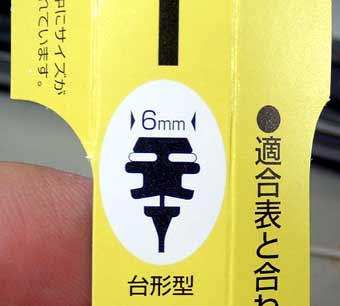 中にサイズが
れています。
6mm
台形型
●適合表と合わ